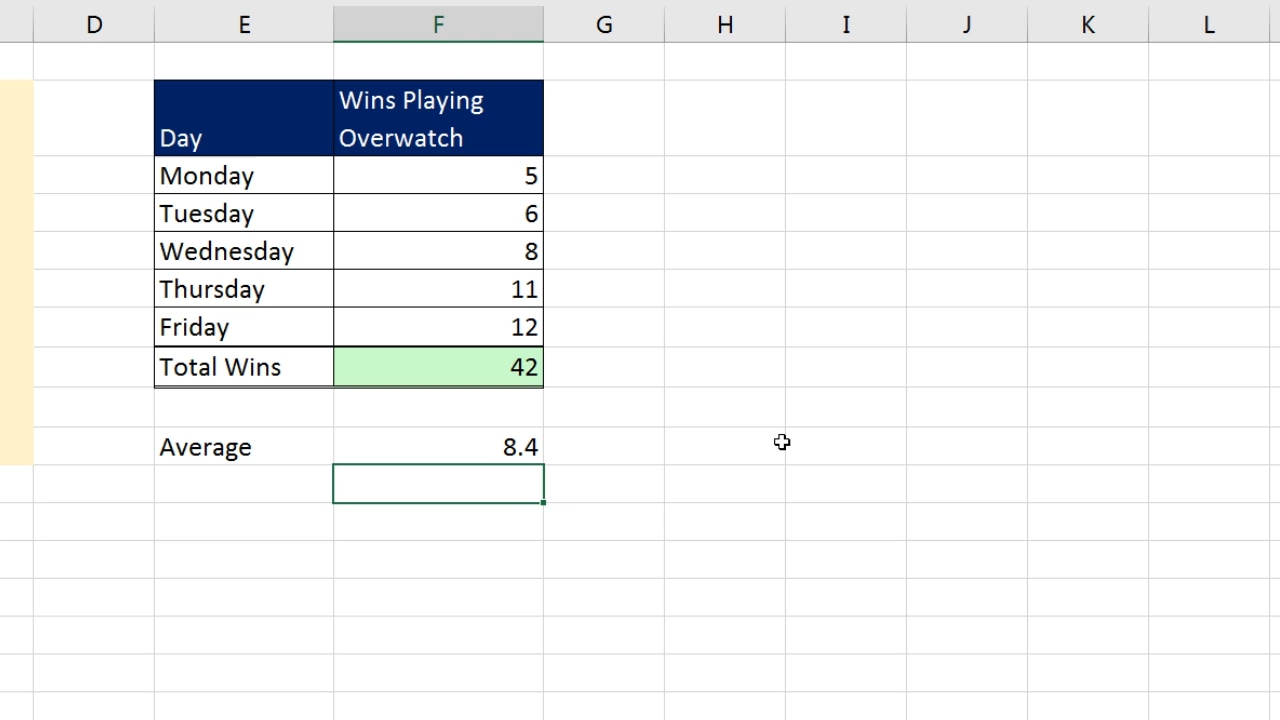 D E F G H I J K L
Wins Playing
Day Overwatch
Monday 5
Tuesday 6
Wednesday 8
Thursday 11
Friday 12
Total Wins 42
Average 8.4